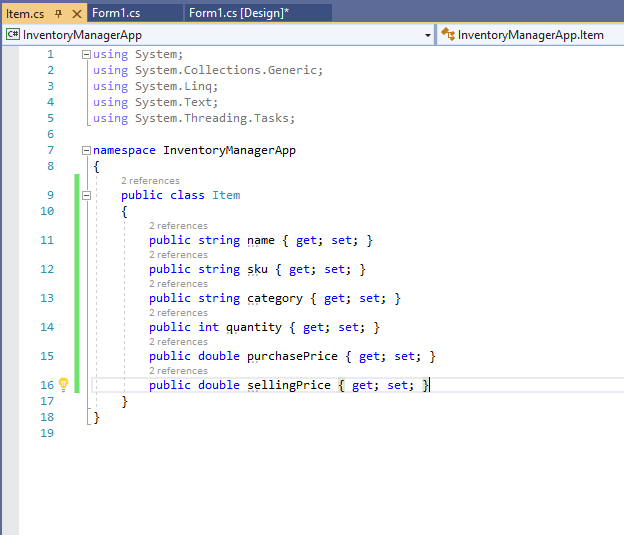 Item.cs
Form1.cs
Form1.cs [Design]*
C# InventoryManagerApp
InventoryManagerApp.Item
1 using System;
2 using System.Collections.Generic;
3 using System.Linq;
4 using System.Text;
5 using System.Threading.Tasks;
6
7 namespace InventoryManagerApp
8 {
2 references
9 public class Item
10 {
2 references
11 public string name { get; set; }
2 references
12 public string sku { get; set; }
2 references
13 public string category { get; set; }
2 references
14 public int quantity { get; set; }
2 references
15 public double purchasePrice { get; set; }
2 references
16 public double sellingPrice { get; set; }
17 }
18 }
19